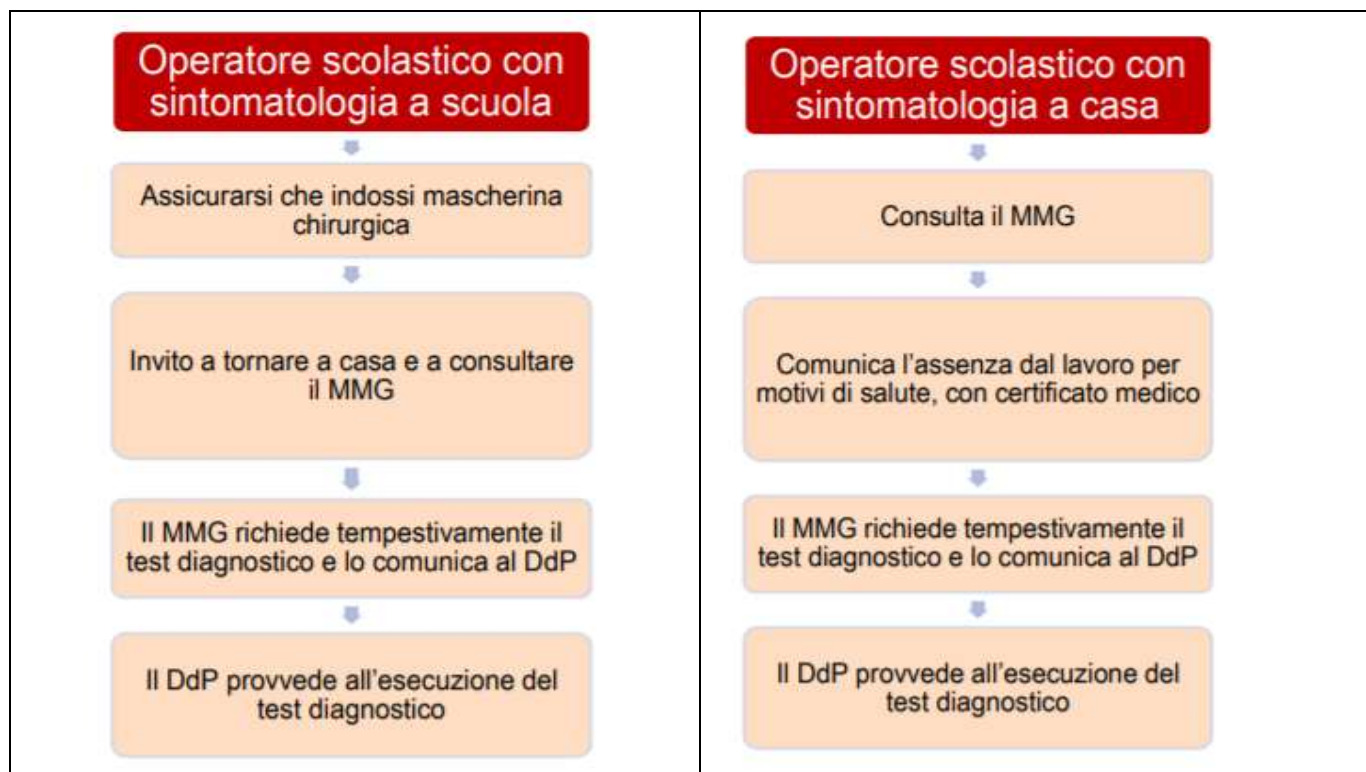 Operatore scolastico con
sintomatologia a scuola
Assicurarsi che indossi mascherina
chirurgica
Invito a tornare a casa e a consultare
il MMG
Il MMG richiede tempestivamente il
test diagnostico e lo comunica al DdP
Il DdP provvede all'esecuzione del
test diagnostico
Operatore scolastico con
sintomatologia a casa
Consulta il MMG
Comunica l'assenza dal lavoro per
motivi di salute, con certificato medico
Il MMG richiede tempestivamente il
test diagnostico e lo comunica al DdP
Il DdP provvede all'esecuzione del
test diagnostico